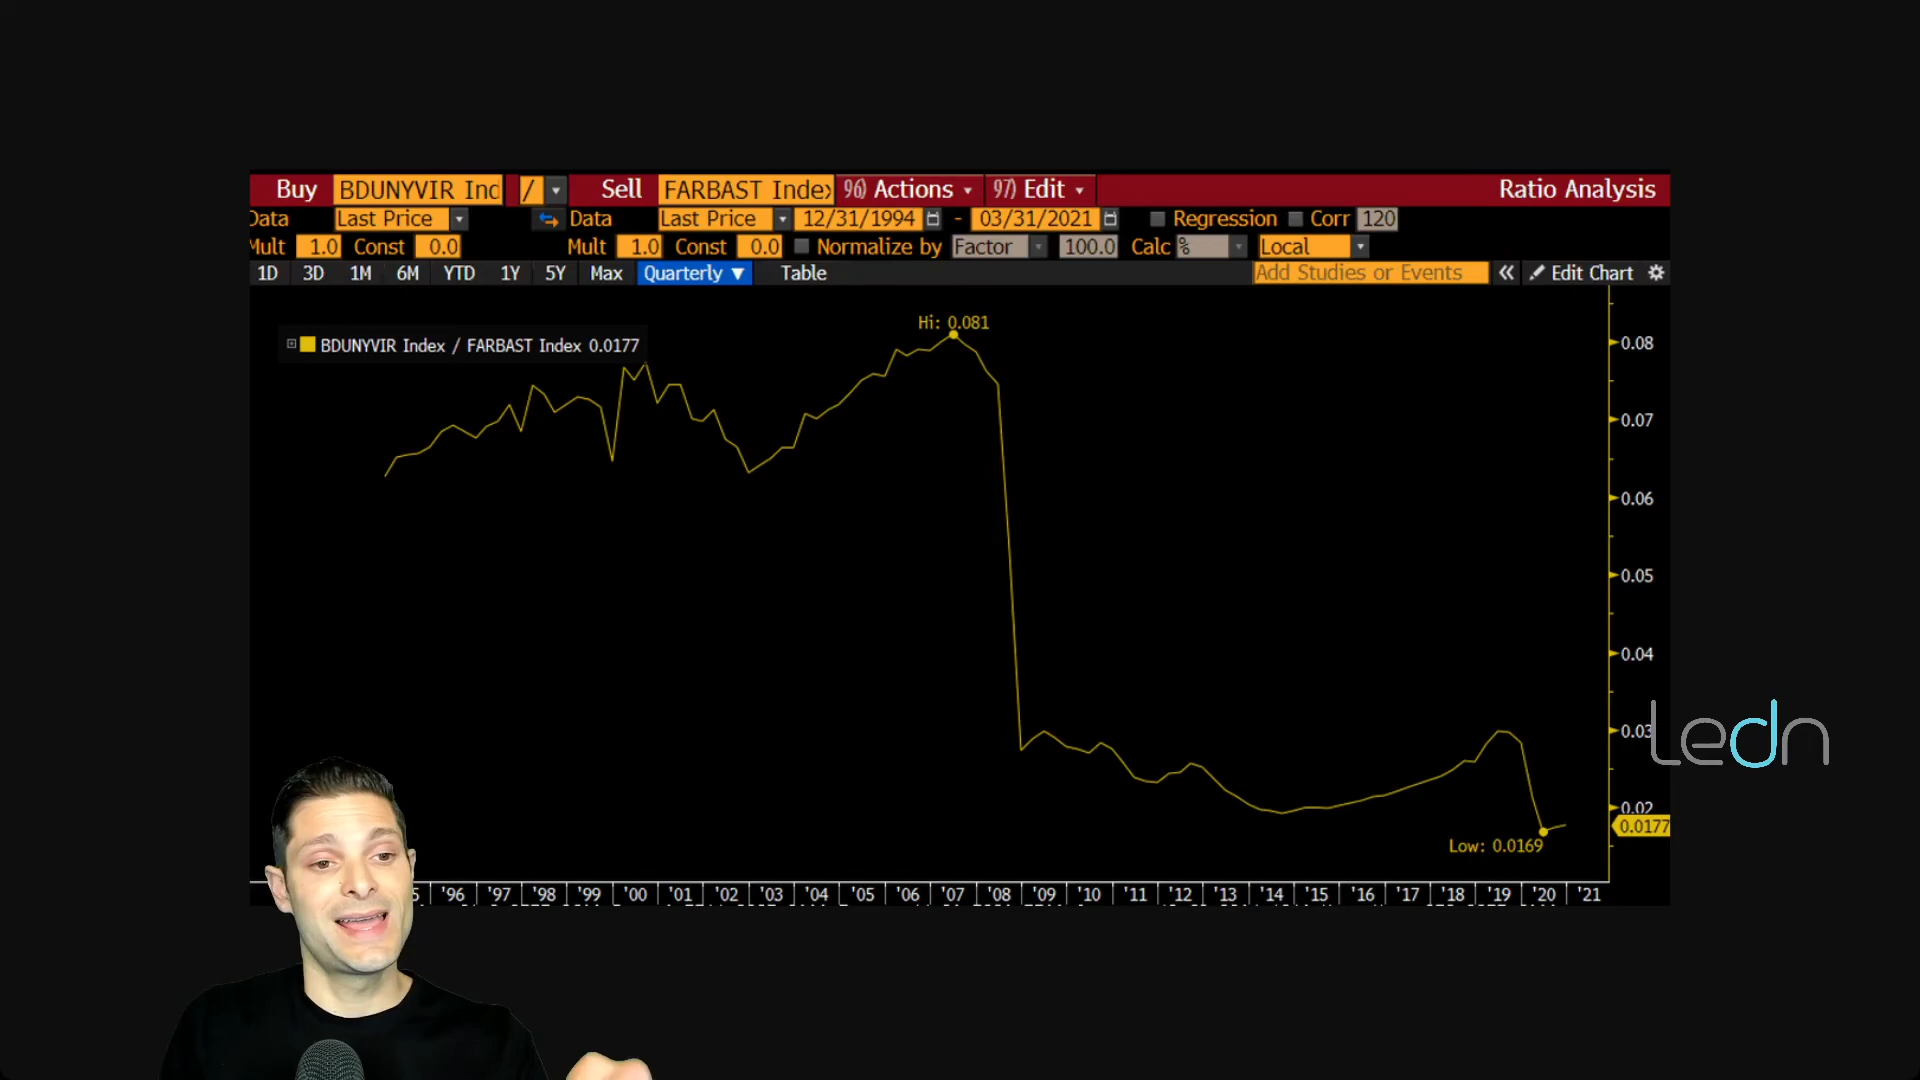 Buy BDUNYVIR Ind / Sell FARBAST Index 96) Actions 97) Edit Ratio Analysis
Data Last Price Data Last Price 12/31/1994 - 03/31/2021 Regression Corr 120
Mult 1.0 Const 0.0 Mult 1.0 Const 0.0 Normalize by Factor 100.0 Calc % Local
1D 3D 1M 6M YTD 1Y 5Y Max Quarterly ▼ Table Add Studies or Events « Edit Chart
Hi: 0.081
BDUNYVIR Index / FARBAST Index 0.0177
0.08
0.07
0.06
0.05
0.04
0.03
ledn
0.02
0.0177
Low: 0.0169
5 '96 '97 '98 '99 '00 '01 '02 '03 '04 '05 '06 '07 '08 '09 '10 '11 '12 '13 '14 '15 '16 '17 '18 '19 '20 '21